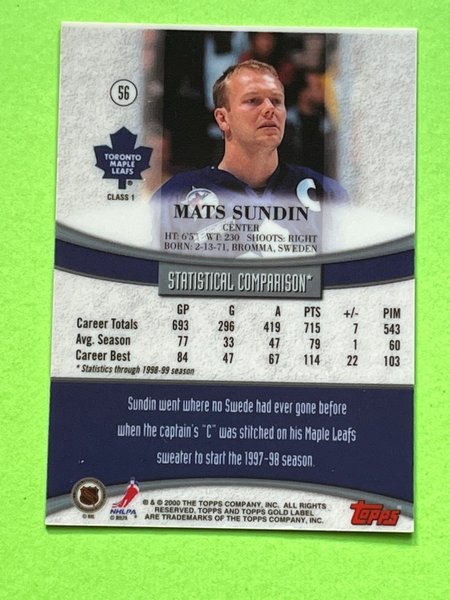 56
TORONTO
MAPLE
LEAFS
CLASS 1
C
MATS SUNDIN
CENTER
HT: 6'5" WT: 230 SHOOTS: RIGHT
BORN: 2-13-71, BROMMA, SWEDEN
STATISTICAL COMPARISON*
GP G A PTS +/- PIM
Career Totals 693 296 419 715 7 543
Avg. Season 77 33 47 79 1 60
Career Best 84 47 67 114 22 103
* Statistics through 1998-99 season
Sundin went where no Swede had ever gone before
when the captain's "C" was stitched on his Maple Leafs
sweater to start the 1997-98 season.
NHLPA
® & © 2000 THE TOPPS COMPANY, INC. ALL RIGHTS
RESERVED, TOPPS AND TOPPS GOLD LABEL
ARE TRADEMARKS OF THE TOPPS COMPANY, INC.
TOPPS